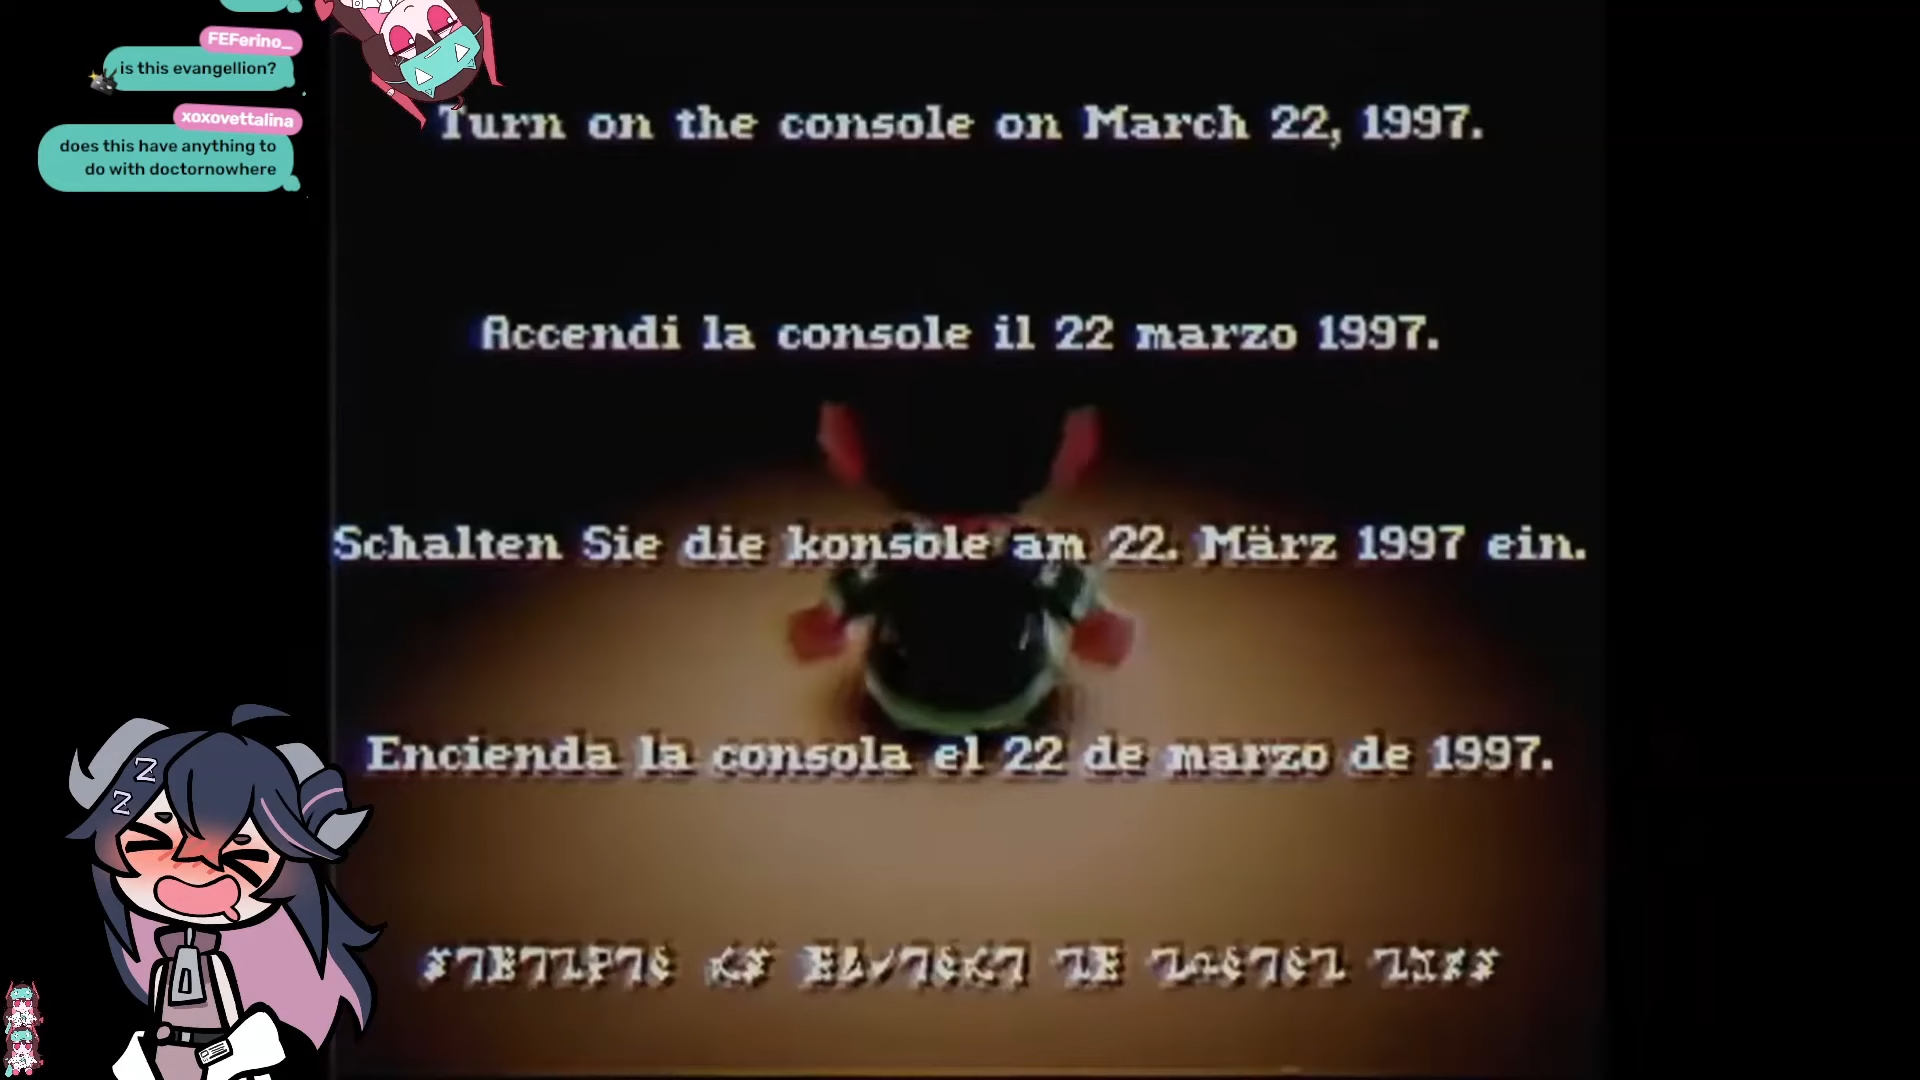 FEFerino_
is this evangellion?
xoxovettalina
does this have anything to
do with doctornowhere
Turn on the console on March 22, 1997.
Accendi la console il 22 marzo 1997.
Schalten Sie die konsole am 22. März 1997 ein.
Encienda la consola el 22 de marzo de 1997.
Z
Z